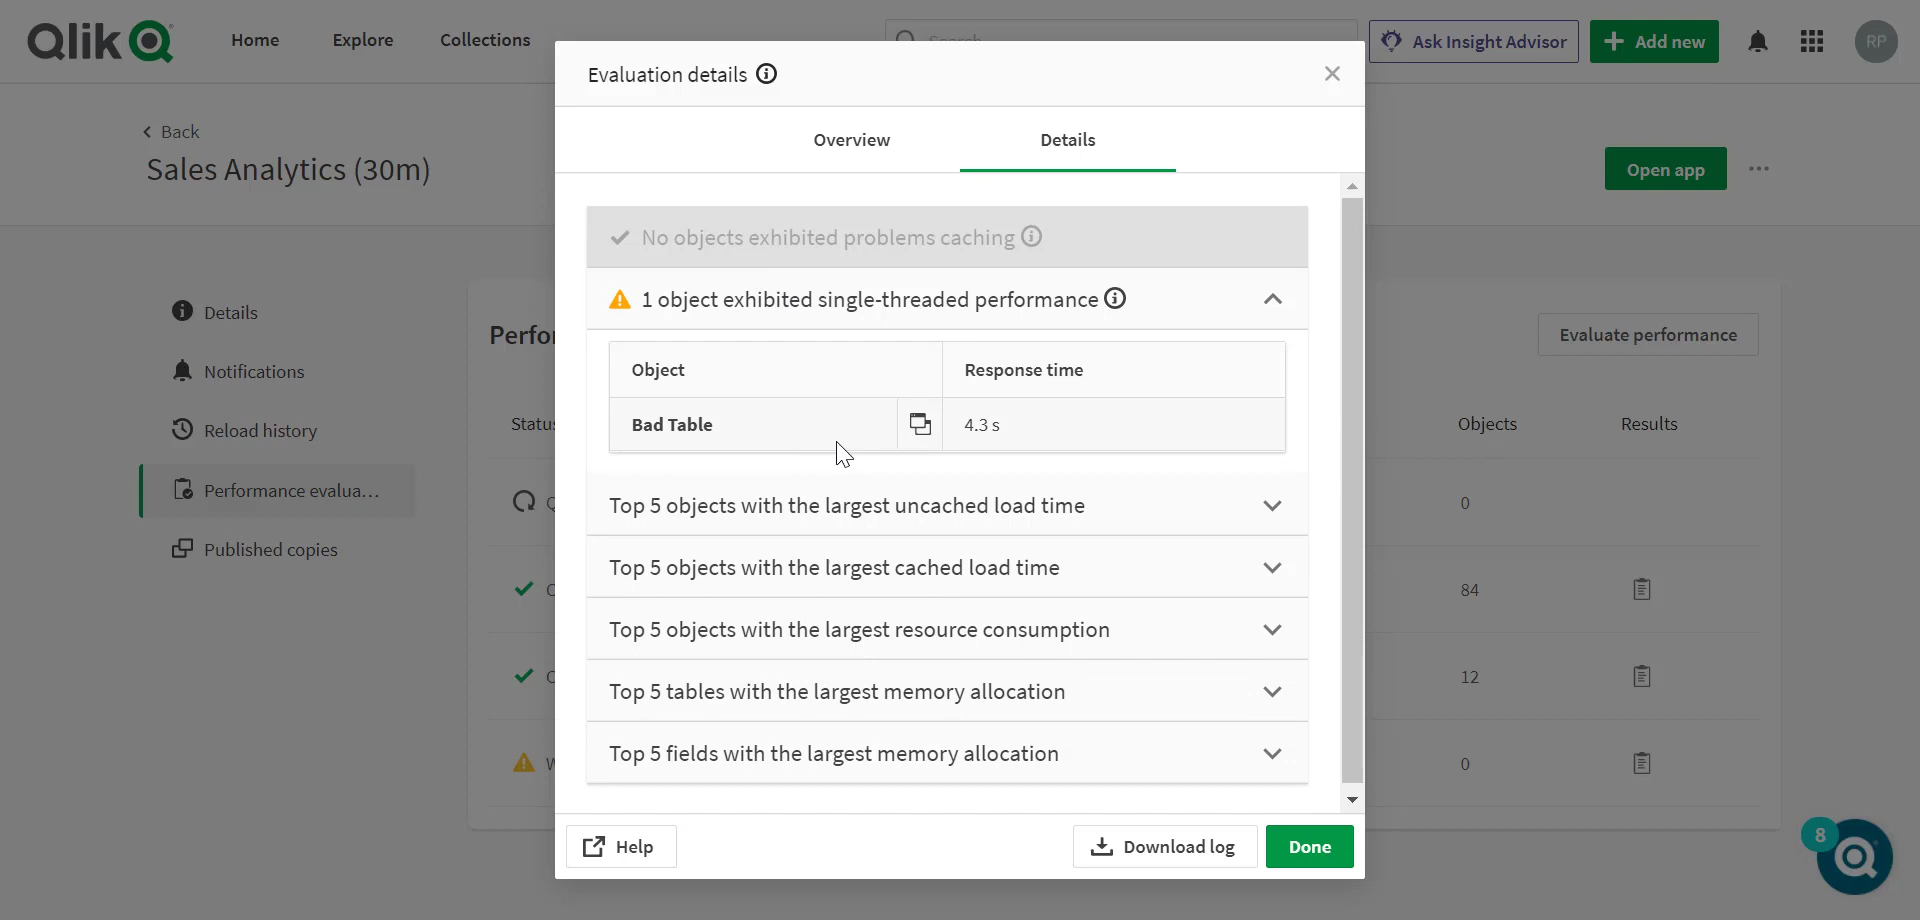 Qlik
Home
Explore
Collections
Search
Ask Insight Advisor
Add new
RP
Back
Sales Analytics (30m)
Open app
Details
Notifications
Reload history
Performance evalua...
Published copies
Evaluate performance
Objects
Results
0
84
12
0
Evaluation details
Overview
Details
No objects exhibited problems caching
1 object exhibited single-threaded performance
Object
Response time
Bad Table
4.3 s
Top 5 objects with the largest uncached load time
Top 5 objects with the largest cached load time
Top 5 objects with the largest resource consumption
Top 5 tables with the largest memory allocation
Top 5 fields with the largest memory allocation
Help
Download log
Done
8